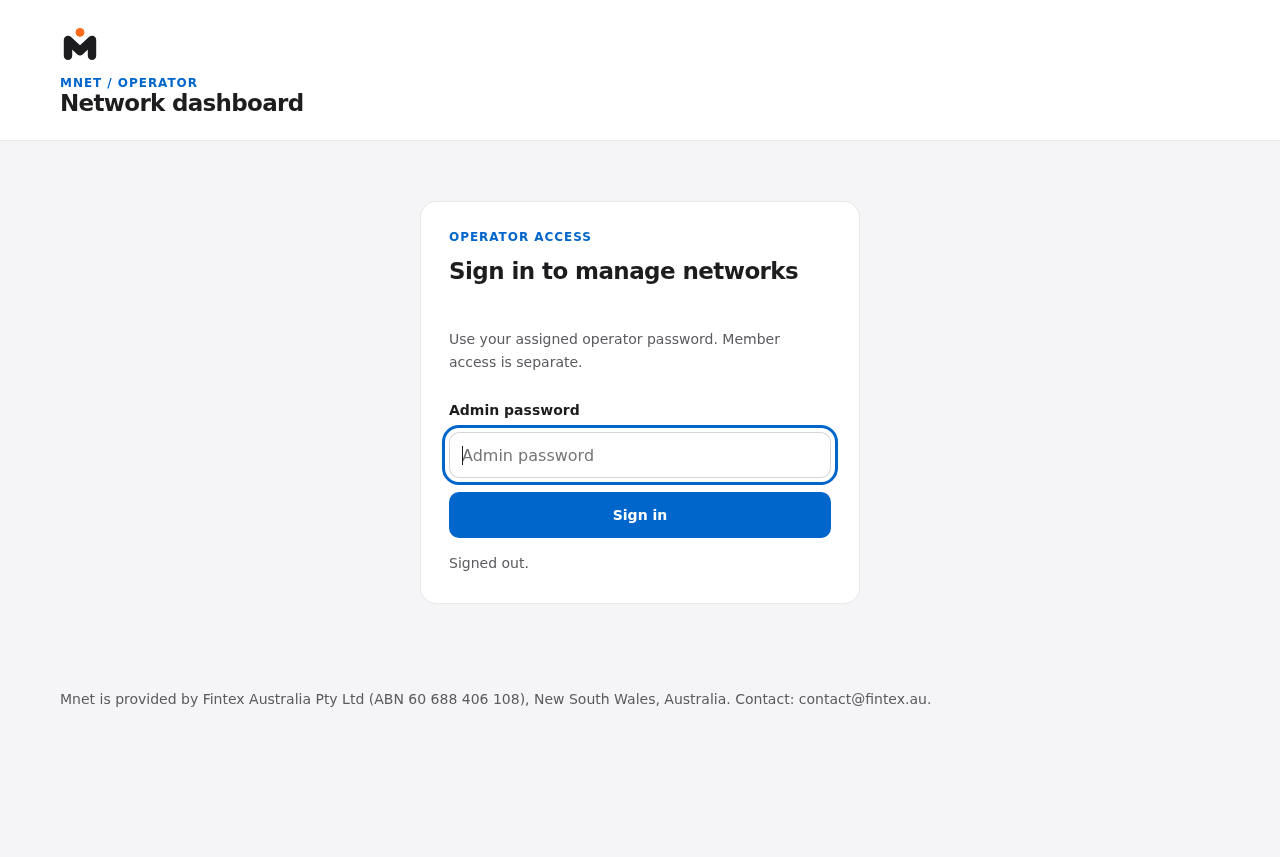 MNET / OPERATOR
Network dashboard
OPERATOR ACCESS
Sign in to manage networks
Use your assigned operator password. Member
access is separate.
Admin password
Admin password
Sign in
Signed out.
Mnet is provided by Fintex Australia Pty Ltd (ABN 60 688 406 108), New South Wales, Australia. Contact: contact@fintex.au.